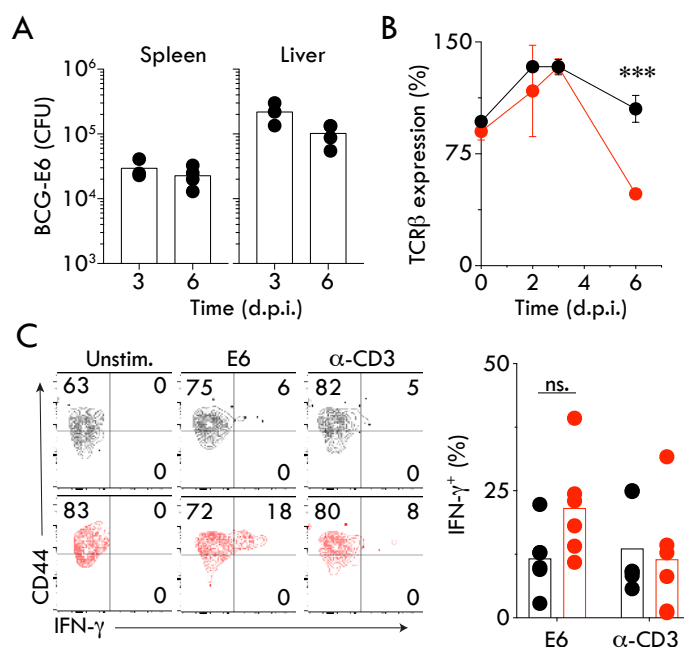 A
Spleen
Liver
BCG-E6 (CFU)
10⁶
10⁵
10⁴
10³
3
6
3
6
Time (d.p.i.)
B
TCRβ expression (%)
150
75
0
***
0
2
4
6
Time (d.p.i.)
C
Unstim.
E6
α-CD3
63
0
0
75
6
0
82
5
0
83
0
0
72
18
0
80
8
0
CD44
IFN-γ
IFN-γ⁺ (%)
50
25
0
ns.
E6
α-CD3